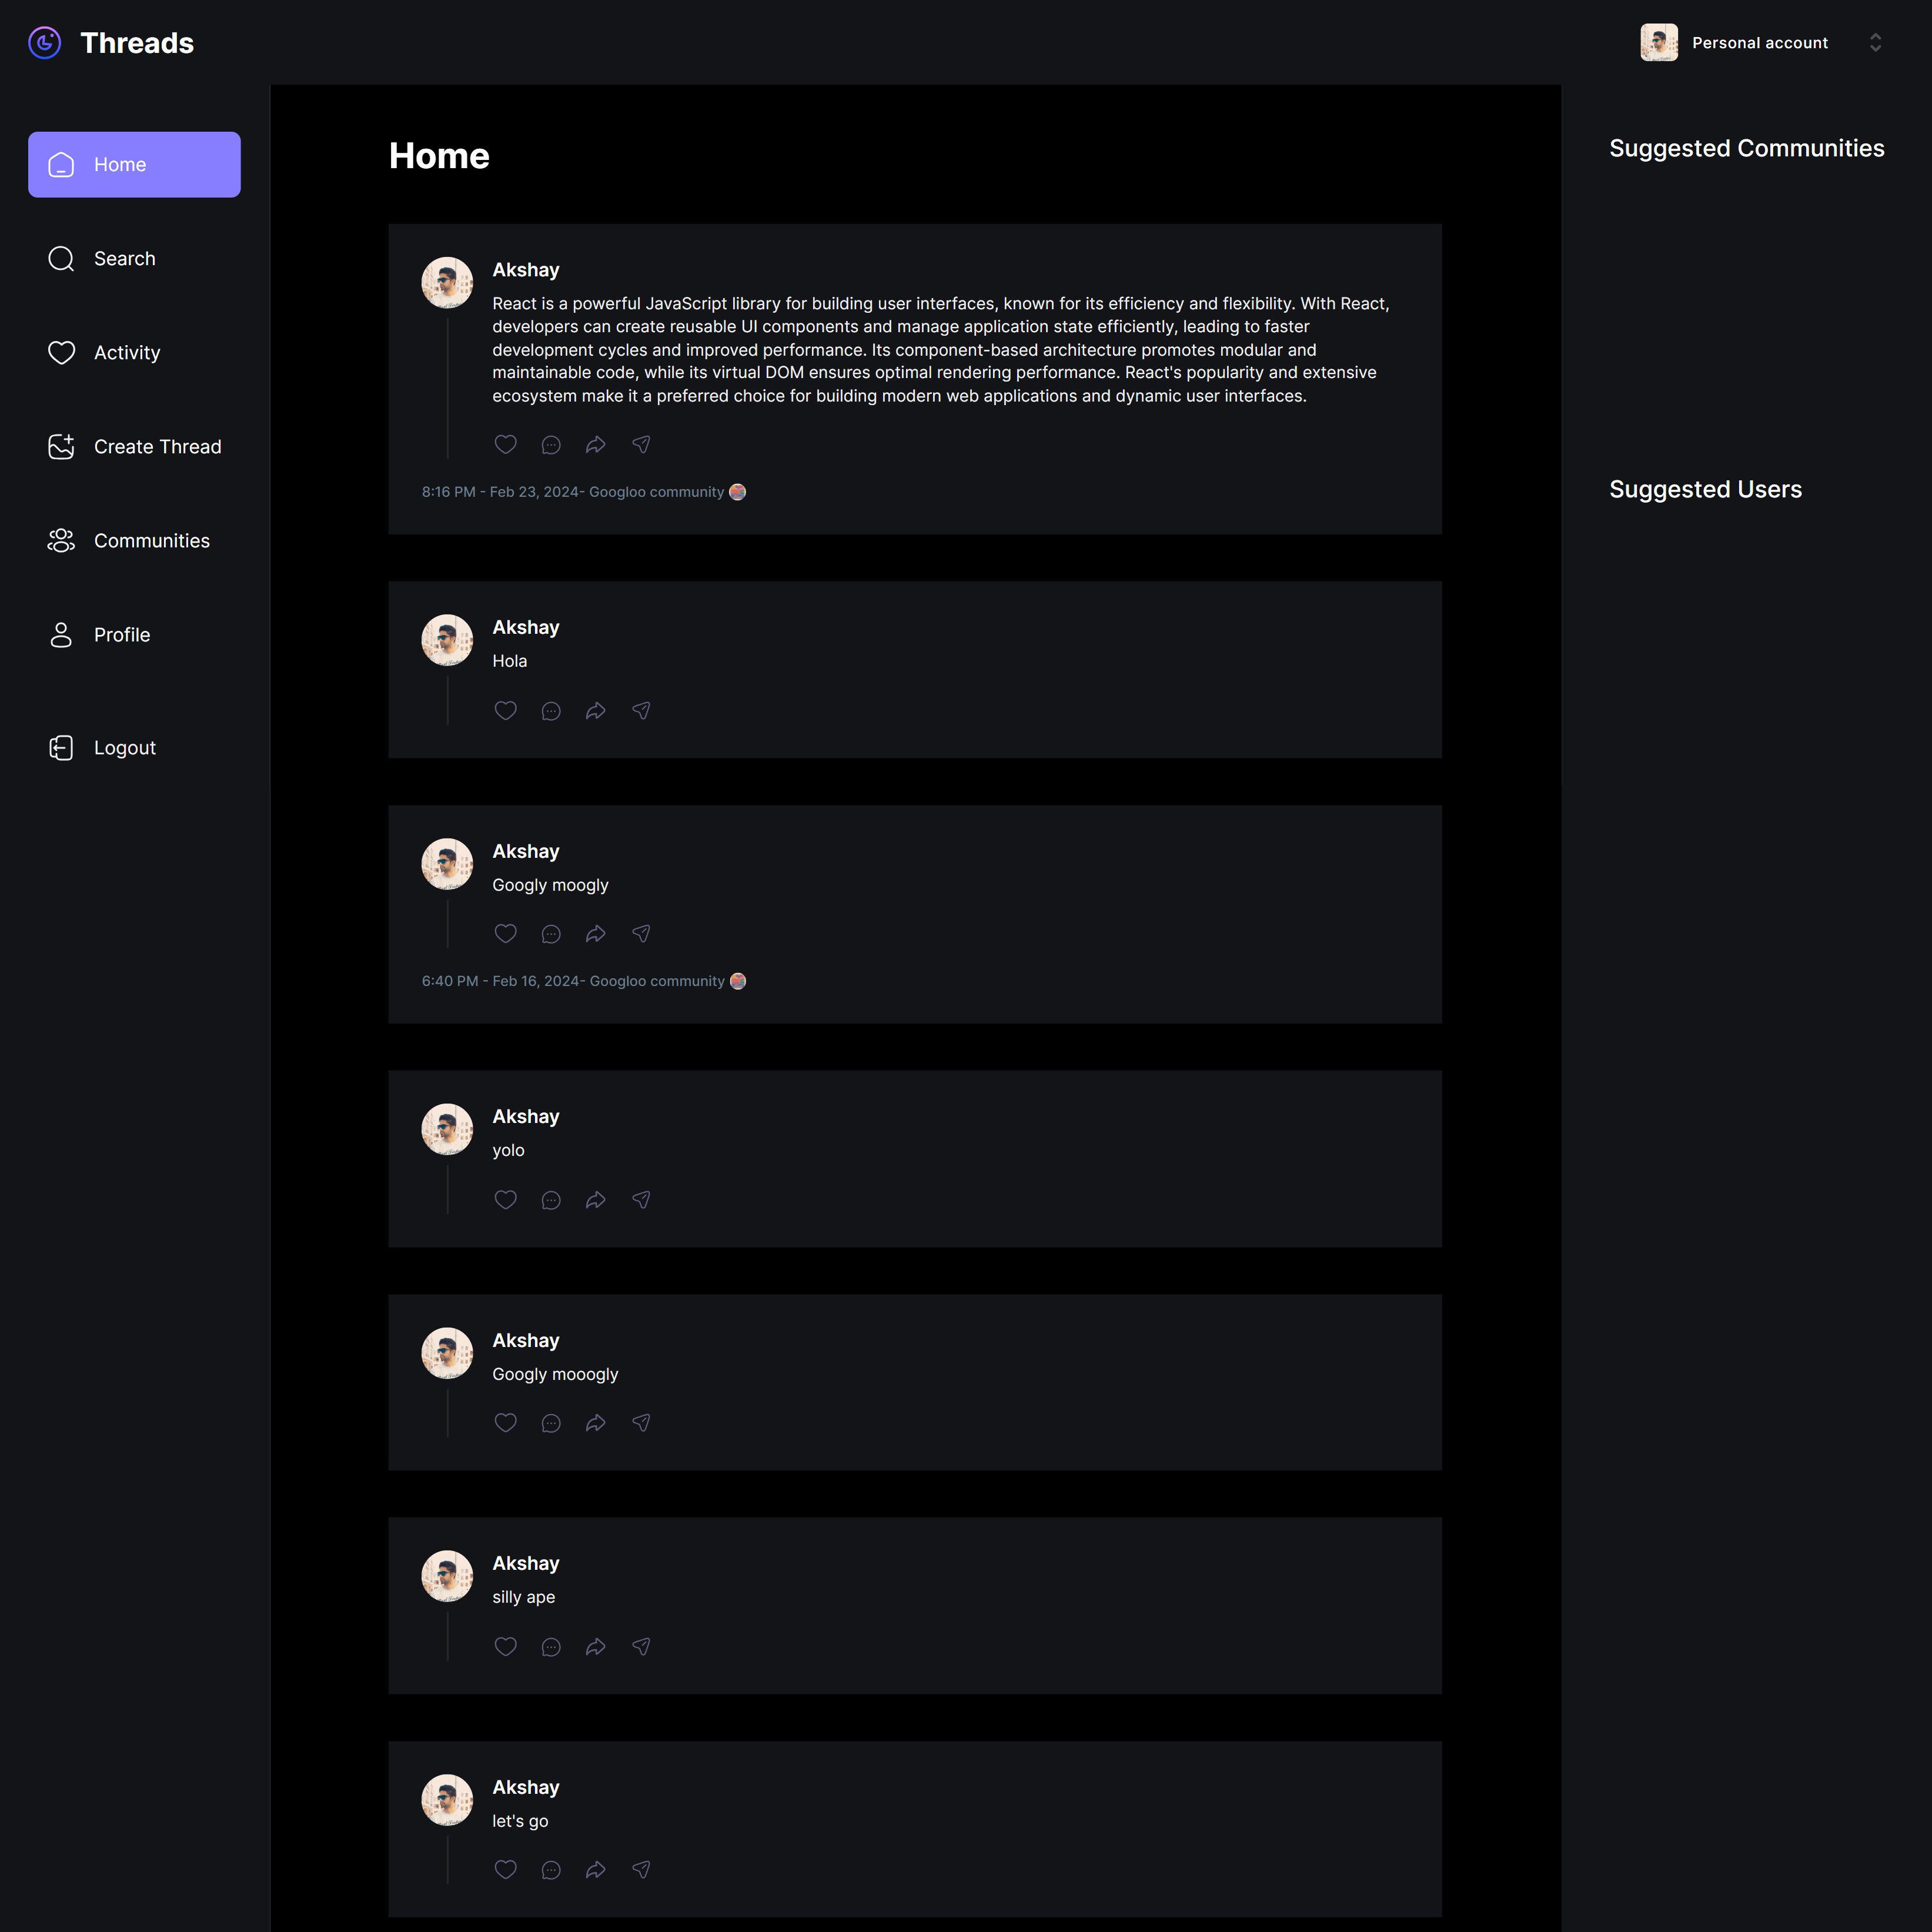 Threads
Personal account
Home
Search
Activity
Create Thread
Communities
Profile
Logout
Home
Akshay
React is a powerful JavaScript library for building user interfaces, known for its efficiency and flexibility. With React,
developers can create reusable UI components and manage application state efficiently, leading to faster
development cycles and improved performance. Its component-based architecture promotes modular and
maintainable code, while its virtual DOM ensures optimal rendering performance. React's popularity and extensive
ecosystem make it a preferred choice for building modern web applications and dynamic user interfaces.
8:16 PM - Feb 23, 2024- Googloo community
Akshay
Hola
Akshay
Googly moogly
6:40 PM - Feb 16, 2024- Googloo community
Akshay
yolo
Akshay
Googly mooogly
Akshay
silly ape
Akshay
let's go
Suggested Communities
Suggested Users